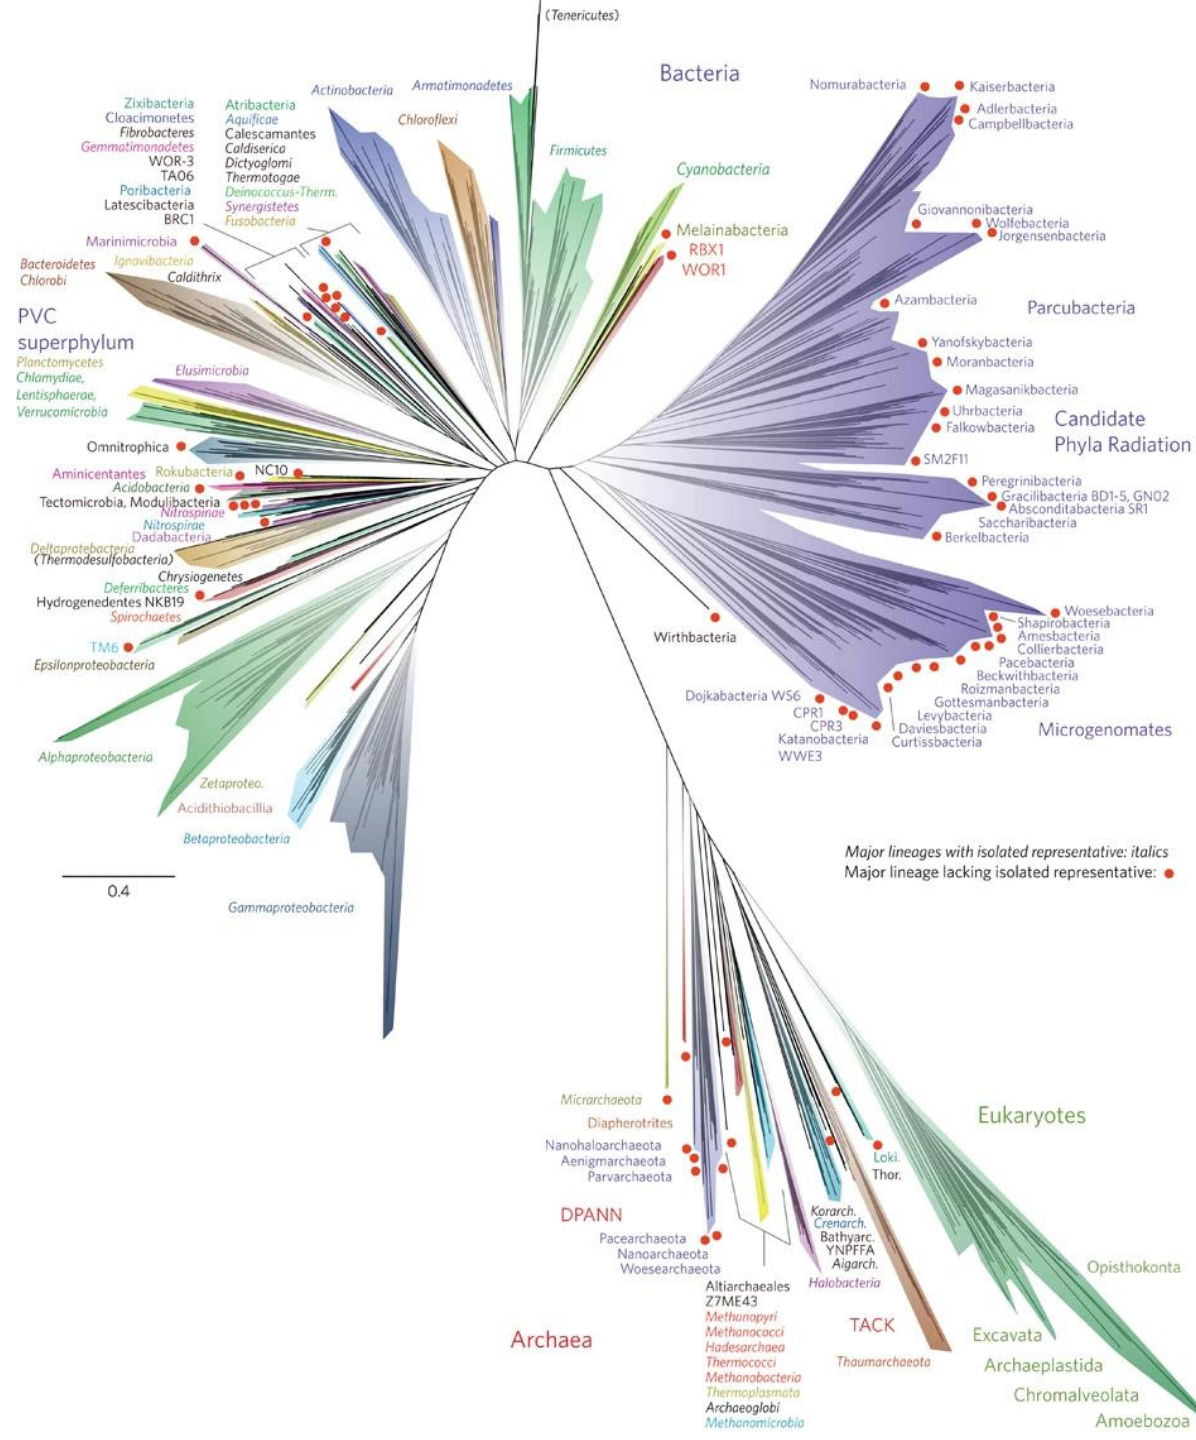 (Tenericutes)
Bacteria
Zixibacteria
Cloacimonetes
Fibrobacteres
Gemmatimonadetes
WOR-3
TA06
Poribacteria
Latescibacteria
BRC1
Atribacteria
Aquificae
Calescamantes
Caldiserica
Dictyoglomi
Thermotogae
Deinococcus-Therm.
Synergistetes
Fusobacteria
Actinobacteria
Armatimonadetes
Chloroflexi
Firmicutes
Cyanobacteria
Melainabacteria
RBX1
WOR1
Nomurabacteria
Kaiserbacteria
Adlerbacteria
Campbellbacteria
Giovannonibacteria
Wolfebacteria
Jorgensenbacteria
Azambacteria
Parcubacteria
Yanofskybacteria
Moranbacteria
Magasanikbacteria
Uhrbacteria
Falkowbacteria
Candidate
Phyla Radiation
SM2F11
Peregrinibacteria
Gracilibacteria BD1-5, GN02
Absconditabacteria SR1
Saccharibacteria
Berkelbacteria
Marinimicrobia
Bacteroidetes
Chlorobi
Ignavibacteria
Caldithrix
PVC
superphylum
Planctomycetes
Chlamydiae,
Lentisphaerae,
Verrucomicrobia
Elusimicrobia
Omnitrophica
Aminicentantes
Rokubacteria
NC10
Acidobacteria
Tectomicrobia, Modulibacteria
Nitrospinae
Nitrospirae
Dadabacteria
Deltaprotebacteria
(Thermodesulfobacteria)
Chrysiogenetes
Deferribacteres
Hydrogenedentes NKB19
Spirochaetes
TM6
Epsilonproteobacteria
Alphaproteobacteria
Zetaproteo.
Acidithiobacillia
Betaproteobacteria
0.4
Gammaproteobacteria
Wirthbacteria
Woesebacteria
Shapirobacteria
Amesbacteria
Collierbacteria
Pacebacteria
Beckwithbacteria
Roizmanbacteria
Gottesmanbacteria
Levybacteria
Daviesbacteria
Curtissbacteria
Microgenomates
Dojkabacteria WS6
CPR1
CPR3
Katanobacteria
WWE3
Major lineages with isolated representative: italics
Major lineage lacking isolated representative:
Micrarchaeota
Diapherotrites
Nanohaloarchaeota
Aenigmarchaeota
Parvarchaeota
DPANN
Pacearchaeota
Nanoarchaeota
Woesearchaeota
Archaea
Altiarchaeales
Z7ME43
Methanopyri
Methanococci
Hadesarchaea
Thermococci
Methanobacteria
Thermoplasmata
Archaeoglobi
Methanomicrobia
Halobacteria
Korarch.
Crenarch.
Bathyarc.
YNPFFA
Aigarch.
TACK
Thaumarchaeota
Loki.
Thor.
Eukaryotes
Opisthokonta
Excavata
Archaeplastida
Chromalveolata
Amoebozoa